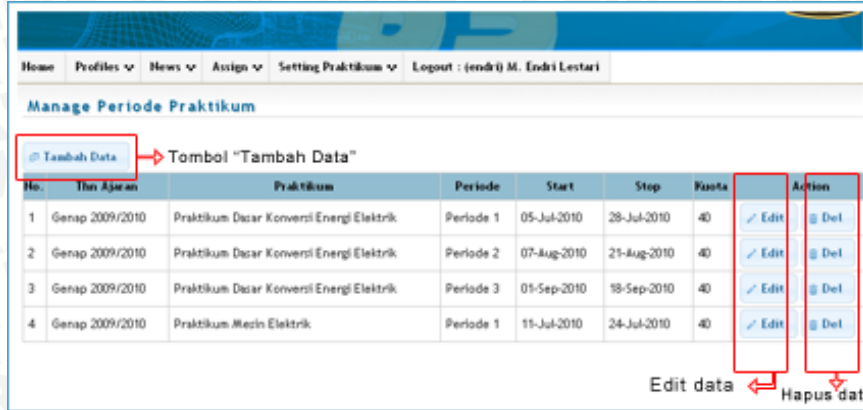 Home Profiles News Assign Setting Praktikum Logout : (endri) M. Endri Lestari
Manage Periode Praktikum
Tambah Data Tombol "Tambah Data"
No. Thn Ajaran Praktikum Periode Start Stop Kuota Action
1 Genap 2009/2010 Praktikum Dasar Konversi Energi Elektrik Periode 1 05-Jul-2010 28-Jul-2010 40 Edit Del
2 Genap 2009/2010 Praktikum Dasar Konversi Energi Elektrik Periode 2 07-Aug-2010 21-Aug-2010 40 Edit Del
3 Genap 2009/2010 Praktikum Dasar Konversi Energi Elektrik Periode 3 01-Sep-2010 18-Sep-2010 40 Edit Del
4 Genap 2009/2010 Praktikum Mesin Elektrik Periode 1 11-Jul-2010 24-Jul-2010 40 Edit Del
Edit data Hapus dat